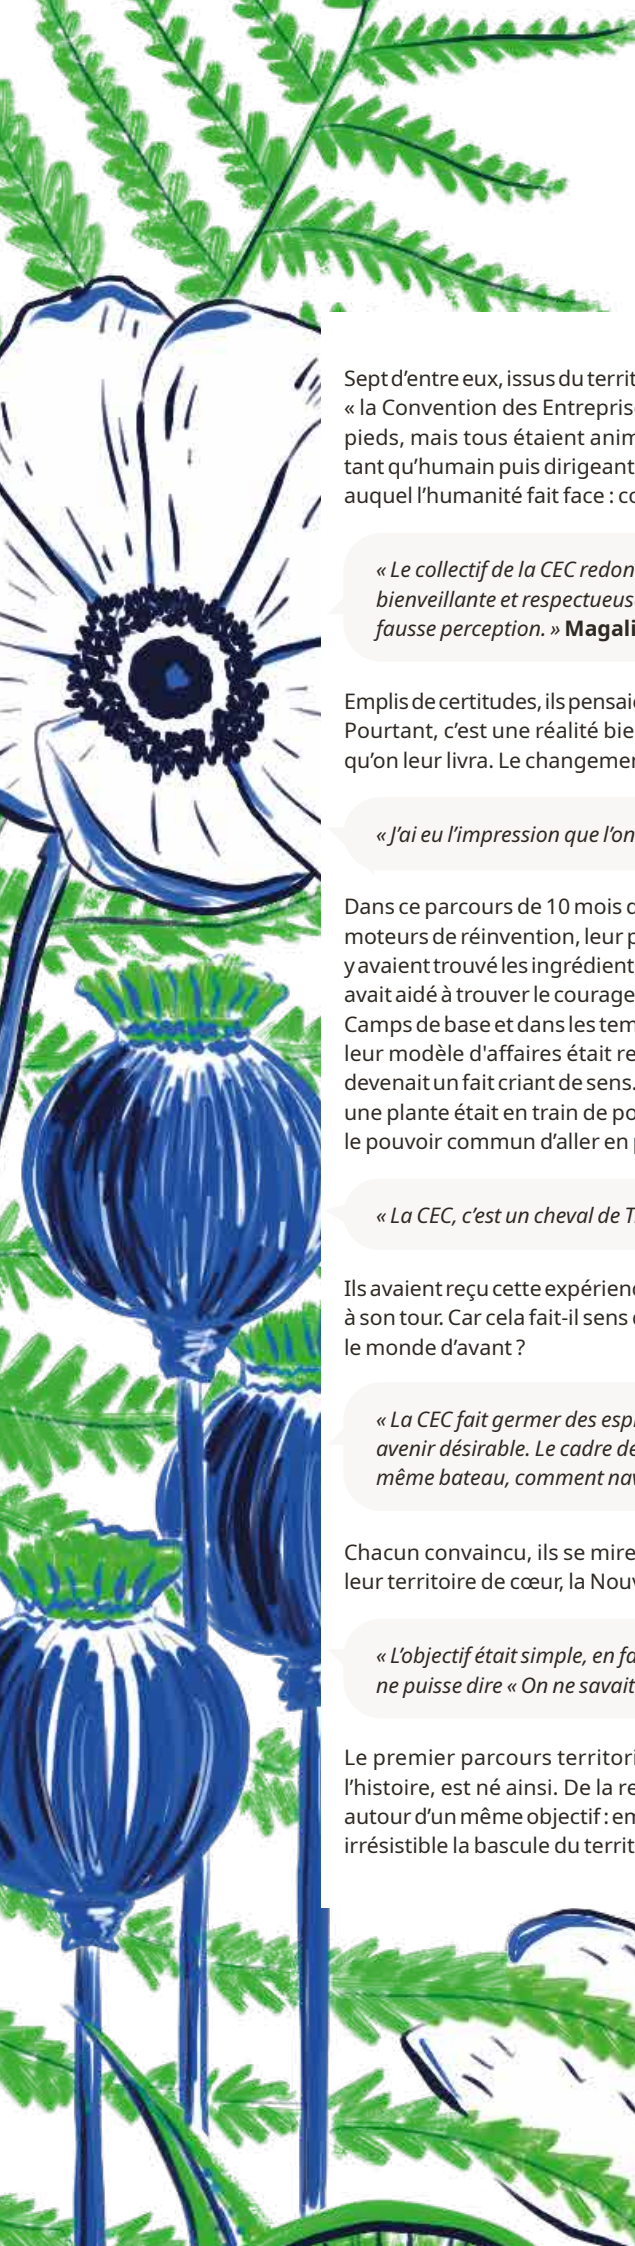 Sept d'entre eux, issus du territ
« la Convention des Entrepris
pieds, mais tous étaient anim
tant qu'humain puis dirigeant
auquel l'humanité fait face : co
« Le collectif de la CEC redon
bienveillante et respectueus
fausse perception. » Magali
Emplis de certitudes, ils pensaie
Pourtant, c'est une réalité bie
qu'on leur livra. Le changemen
« J'ai eu l'impression que l'on
Dans ce parcours de 10 mois d
moteurs de réinvention, leur p
y avaient trouvé les ingrédient
avait aidé à trouver le courage
Camps de base et dans les tem
leur modèle d'affaires était re
devenait un fait criant de sens.
une plante était en train de po
le pouvoir commun d'aller en p
« La CEC, c'est un cheval de T
Ils avaient reçu cette expérienc
à son tour. Car cela fait-il sens
le monde d'avant ?
« La CEC fait germer des esp
avenir désirable. Le cadre de
même bateau, comment nav
Chacun convaincu, ils se mire
leur territoire de cœur, la Nouv
« L'objectif était simple, en fa
ne puisse dire « On ne savait
Le premier parcours territori
l'histoire, est né ainsi. De la re
autour d'un même objectif : em
irrésistible la bascule du territ